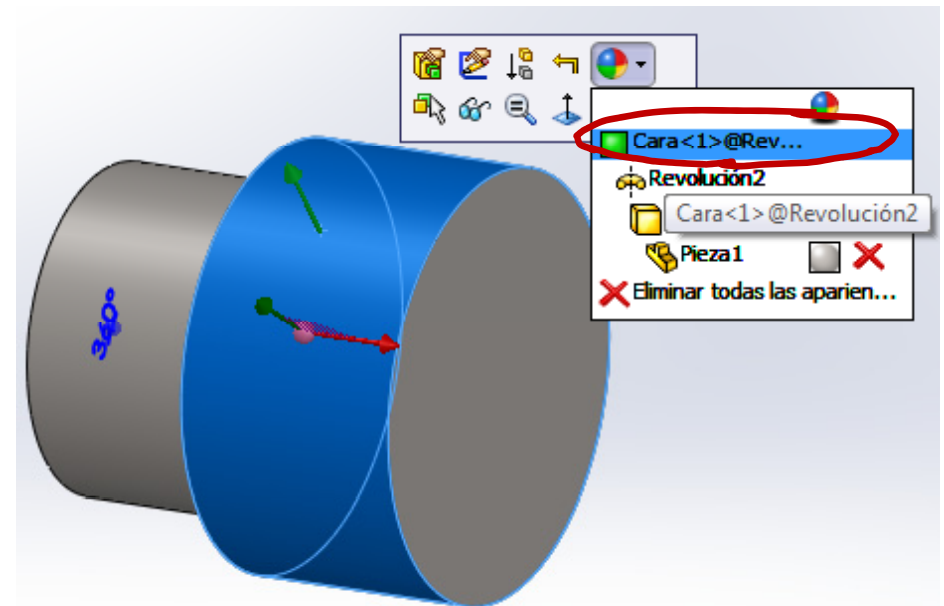 Cara<1>@Rev...
Revolución2
Cara<1>@Revolución2
Pieza1
Eliminar todas las aparien...
360°